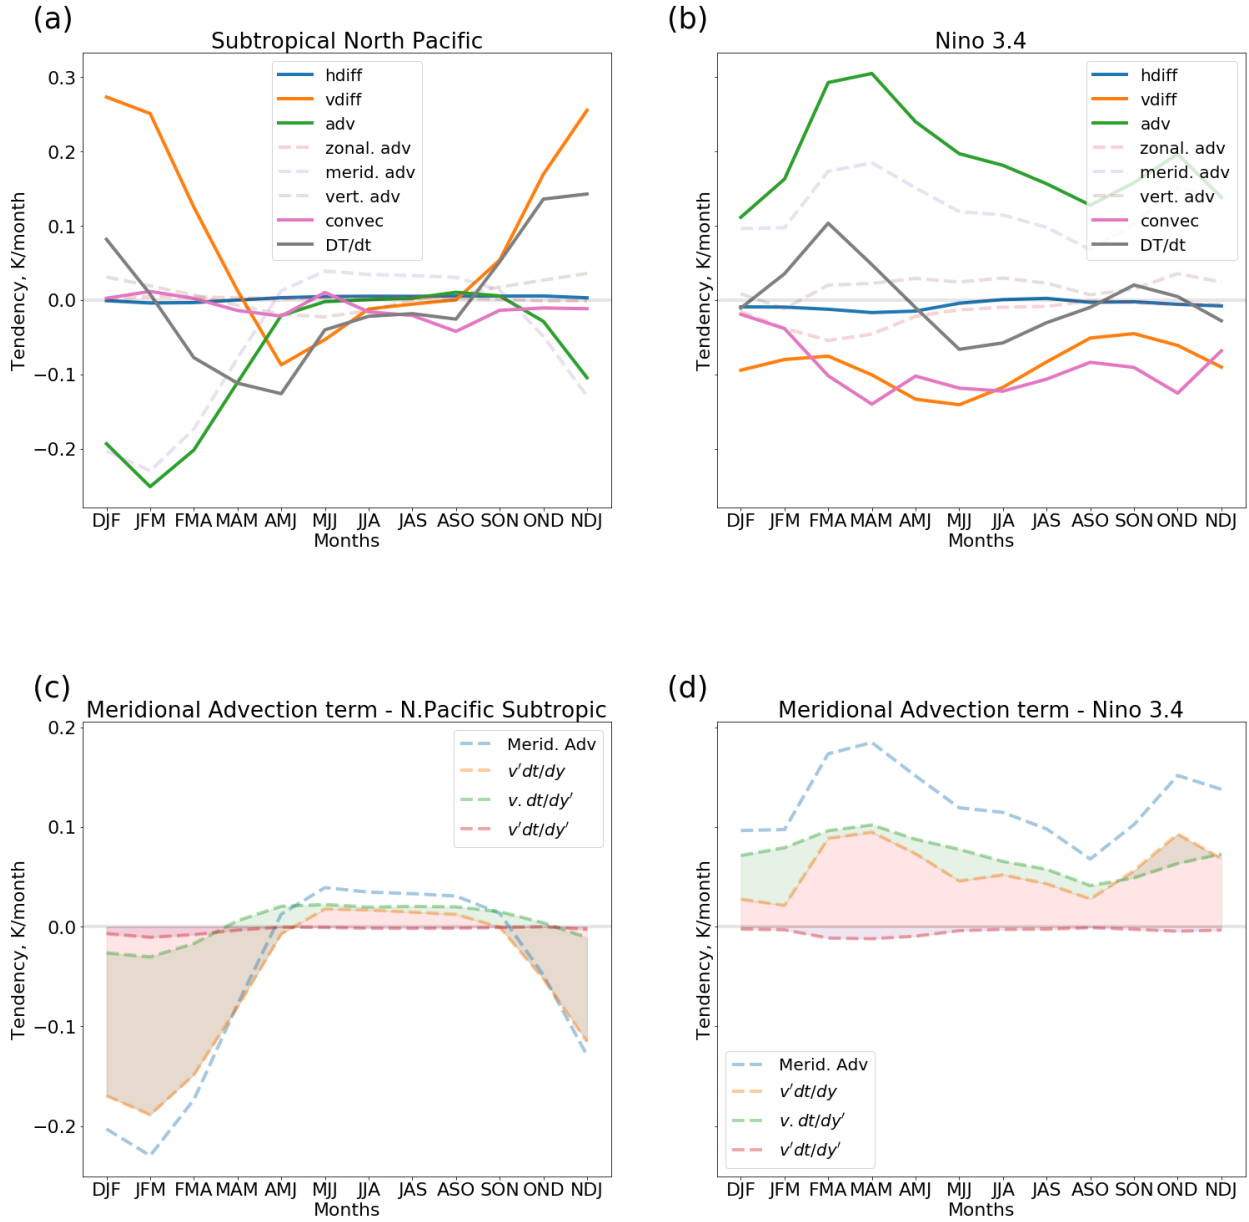 (a)
Subtropical North Pacific
hdiff
vdiff
adv
zonal. adv
merid. adv
vert. adv
convec
DT/dt
0.3
0.2
0.1
0.0
−0.1
−0.2
Tendency, K/month
DJF JFM FMA MAM AMJ MJJ JJA JAS ASO SON OND NDJ
Months
(b)
Nino 3.4
hdiff
vdiff
adv
zonal. adv
merid. adv
vert. adv
convec
DT/dt
Tendency, K/month
DJF JFM FMA MAM AMJ MJJ JJA JAS ASO SON OND NDJ
Months
(c)
Meridional Advection term - N.Pacific Subtropic
Merid. Adv
v'dt/dy
v. dt/dy'
v'dt/dy'
0.2
0.1
0.0
−0.1
−0.2
Tendency, K/month
DJF JFM FMA MAM AMJ MJJ JJA JAS ASO SON OND NDJ
Months
(d)
Meridional Advection term - Nino 3.4
Tendency, K/month
Merid. Adv
v'dt/dy
v. dt/dy'
v'dt/dy'
DJF JFM FMA MAM AMJ MJJ JJA JAS ASO SON OND NDJ
Months